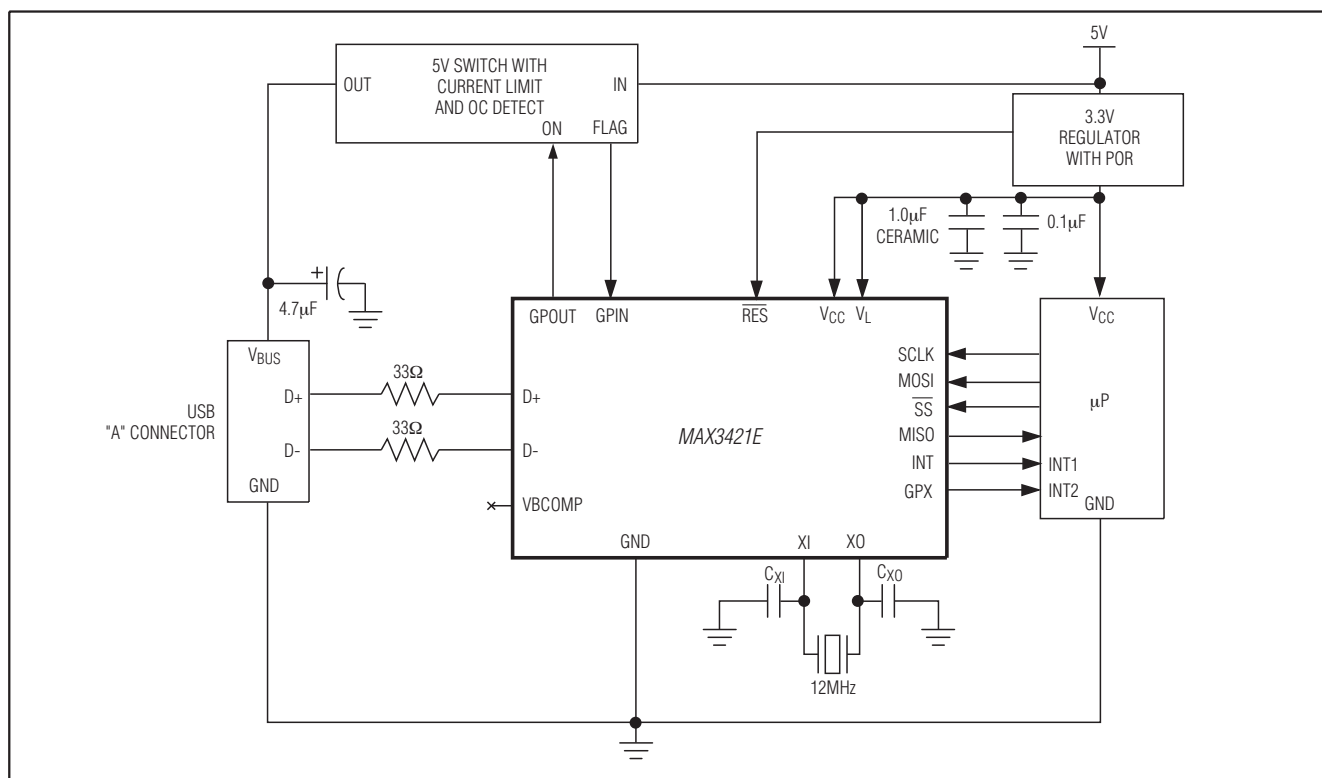 5V
5V SWITCH WITH
CURRENT LIMIT
AND OC DETECT
OUT
IN
ON
FLAG
3.3V
REGULATOR
WITH POR
1.0μF
CERAMIC
0.1μF
+
4.7μF
GPOUT
GPIN
RES
VCC
VL
VCC
VBUS
D+
D-
GND
USB
"A" CONNECTOR
33Ω
33Ω
D+
D-
VBCOMP
MAX3421E
SCLK
MOSI
SS
MISO
INT
GPX
μP
INT1
INT2
GND
GND
XI
XO
CXI
CXO
12MHz